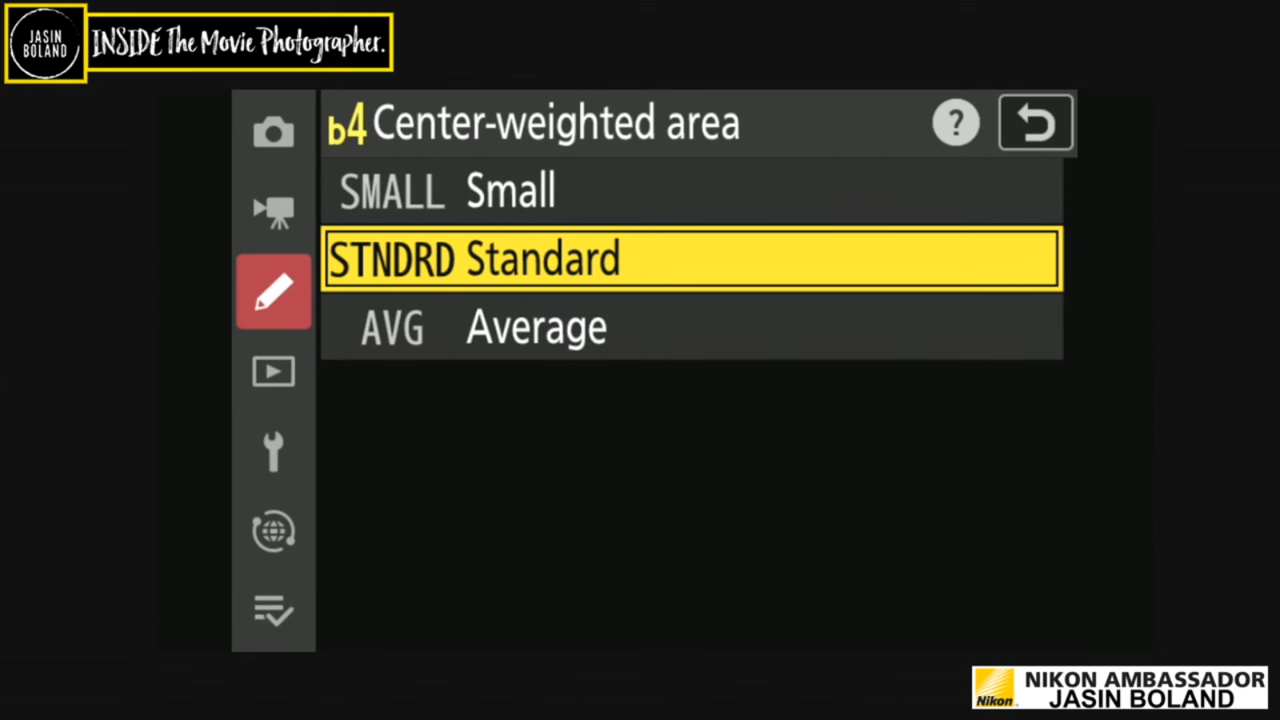 JASIN
BOLAND
INSIDE The Movie Photographer.
b4 Center-weighted area ?
SMALL Small
STNDRD Standard
AVG Average
Nikon
NIKON AMBASSADOR
JASIN BOLAND